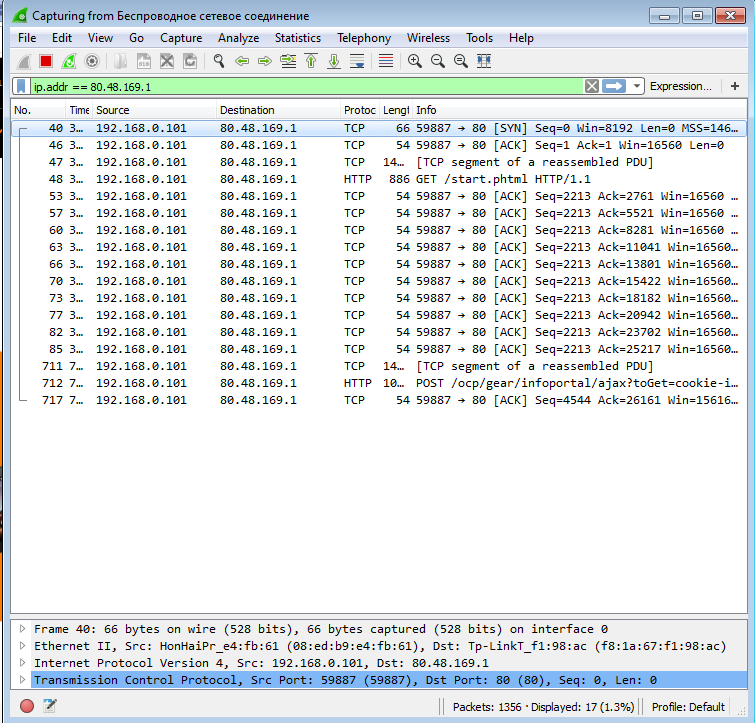 Capturing from Беспроводное сетевое соединение
File Edit View Go Capture Analyze Statistics Telephony Wireless Tools Help
ip.addr == 80.48.169.1 Expression... +
No. Time Source Destination Protoc Lengt Info
40 3... 192.168.0.101 80.48.169.1 TCP 66 59887 → 80 [SYN] Seq=0 Win=8192 Len=0 MSS=146...
46 3... 192.168.0.101 80.48.169.1 TCP 54 59887 → 80 [ACK] Seq=1 Ack=1 Win=16560 Len=0
47 3... 192.168.0.101 80.48.169.1 TCP 14... [TCP segment of a reassembled PDU]
48 3... 192.168.0.101 80.48.169.1 HTTP 886 GET /start.phtml HTTP/1.1
53 3... 192.168.0.101 80.48.169.1 TCP 54 59887 → 80 [ACK] Seq=2213 Ack=2761 Win=16560 ...
57 3... 192.168.0.101 80.48.169.1 TCP 54 59887 → 80 [ACK] Seq=2213 Ack=5521 Win=16560 ...
60 3... 192.168.0.101 80.48.169.1 TCP 54 59887 → 80 [ACK] Seq=2213 Ack=8281 Win=16560 ...
63 3... 192.168.0.101 80.48.169.1 TCP 54 59887 → 80 [ACK] Seq=2213 Ack=11041 Win=16560...
66 3... 192.168.0.101 80.48.169.1 TCP 54 59887 → 80 [ACK] Seq=2213 Ack=13801 Win=16560...
70 3... 192.168.0.101 80.48.169.1 TCP 54 59887 → 80 [ACK] Seq=2213 Ack=15422 Win=16560...
73 3... 192.168.0.101 80.48.169.1 TCP 54 59887 → 80 [ACK] Seq=2213 Ack=18182 Win=16560...
77 3... 192.168.0.101 80.48.169.1 TCP 54 59887 → 80 [ACK] Seq=2213 Ack=20942 Win=16560...
82 3... 192.168.0.101 80.48.169.1 TCP 54 59887 → 80 [ACK] Seq=2213 Ack=23702 Win=16560...
85 3... 192.168.0.101 80.48.169.1 TCP 54 59887 → 80 [ACK] Seq=2213 Ack=25217 Win=16560...
711 7... 192.168.0.101 80.48.169.1 TCP 14... [TCP segment of a reassembled PDU]
712 7... 192.168.0.101 80.48.169.1 HTTP 10... POST /ocp/gear/infoportal/ajax?toGet=cookie-i...
717 7... 192.168.0.101 80.48.169.1 TCP 54 59887 → 80 [ACK] Seq=4544 Ack=26161 Win=15616...
Frame 40: 66 bytes on wire (528 bits), 66 bytes captured (528 bits) on interface 0
Ethernet II, Src: HonHaiPr_e4:fb:61 (08:ed:b9:e4:fb:61), Dst: Tp-LinkT_f1:98:ac (f8:1a:67:f1:98:ac)
Internet Protocol Version 4, Src: 192.168.0.101, Dst: 80.48.169.1
Transmission Control Protocol, Src Port: 59887 (59887), Dst Port: 80 (80), Seq: 0, Len: 0
Packets: 1356 · Displayed: 17 (1.3%) Profile: Default